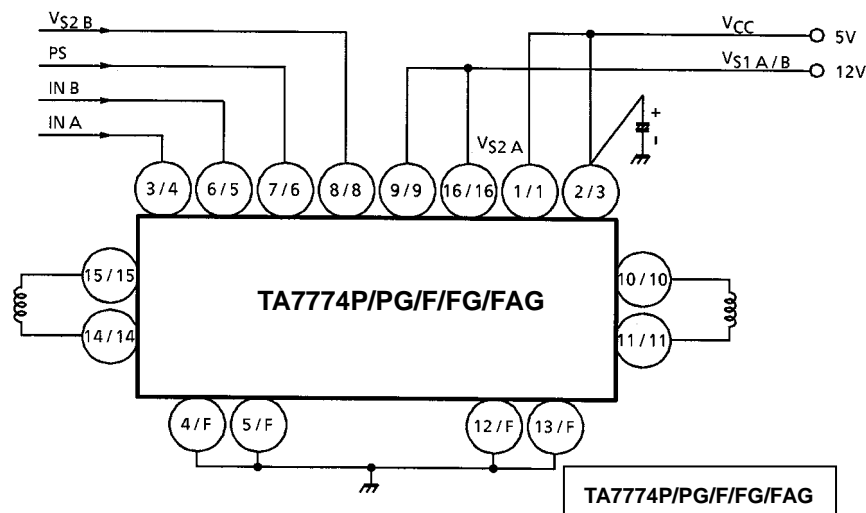 VS2 B
VCC
5V
PS
VS1 A/B
12V
IN B
IN A
VS2 A
+
-
3/4
6/5
7/6
8/8
9/9
16/16
1/1
2/3
15/15
TA7774P/PG/F/FG/FAG
10/10
14/14
11/11
4/F
5/F
12/F
13/F
TA7774P/PG/F/FG/FAG